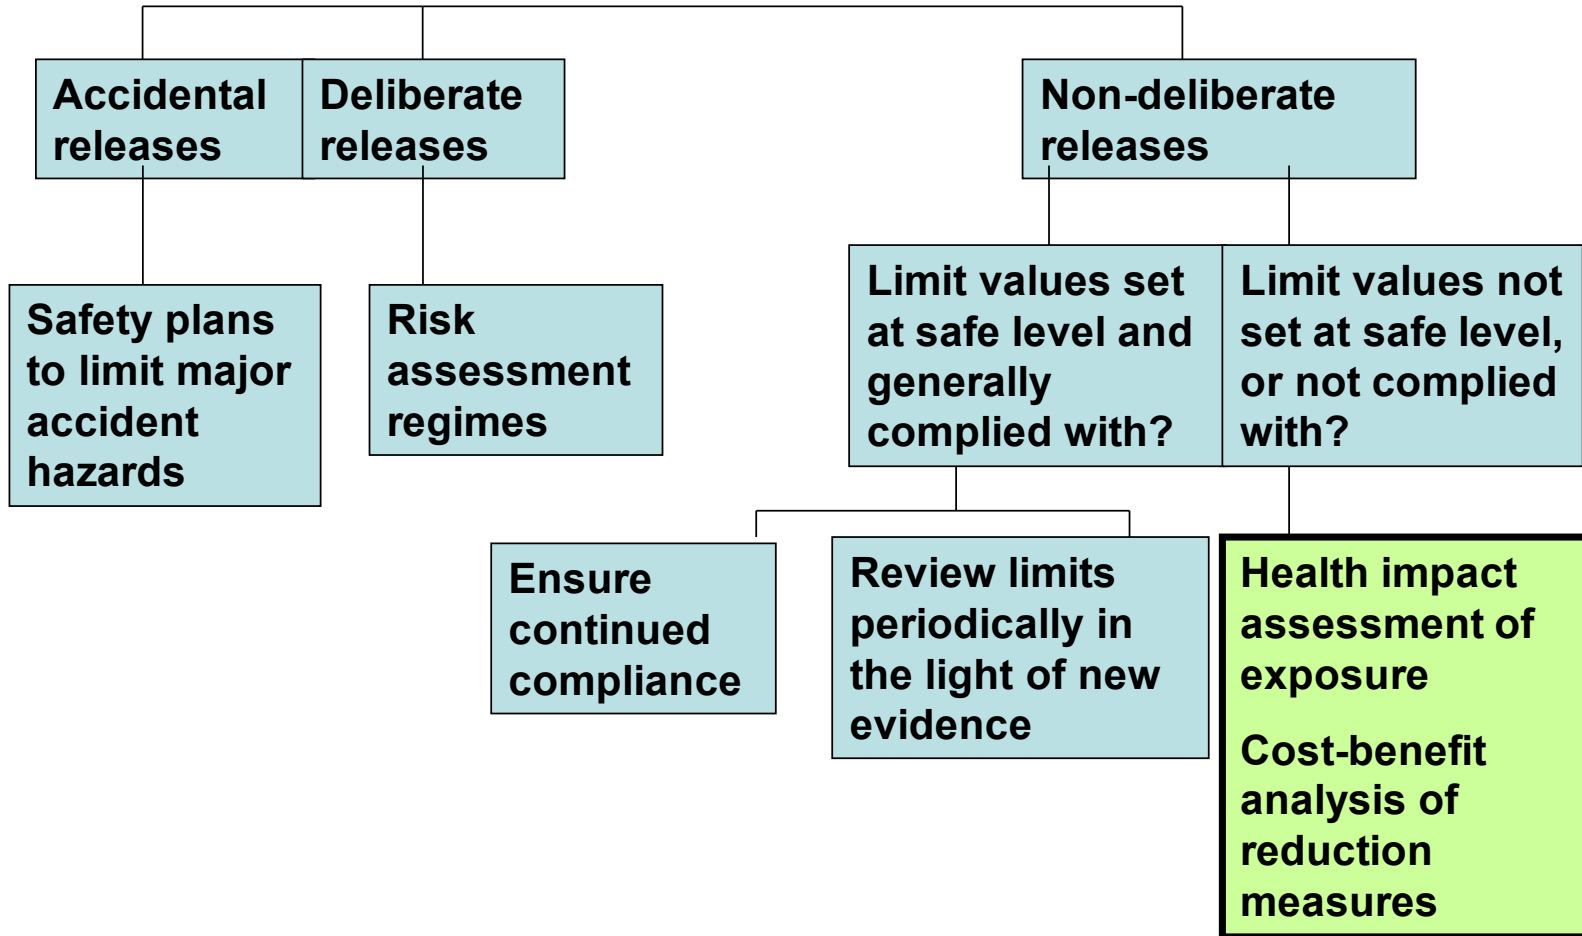 Accidental
releases
Deliberate
releases
Non-deliberate
releases
Safety plans
to limit major
accident
hazards
Risk
assessment
regimes
Limit values set
at safe level and
generally
complied with?
Limit values not
set at safe level,
or not complied
with?
Ensure
continued
compliance
Review limits
periodically in
the light of new
evidence
Health impact
assessment of
exposure
Cost-benefit
analysis of
reduction
measures